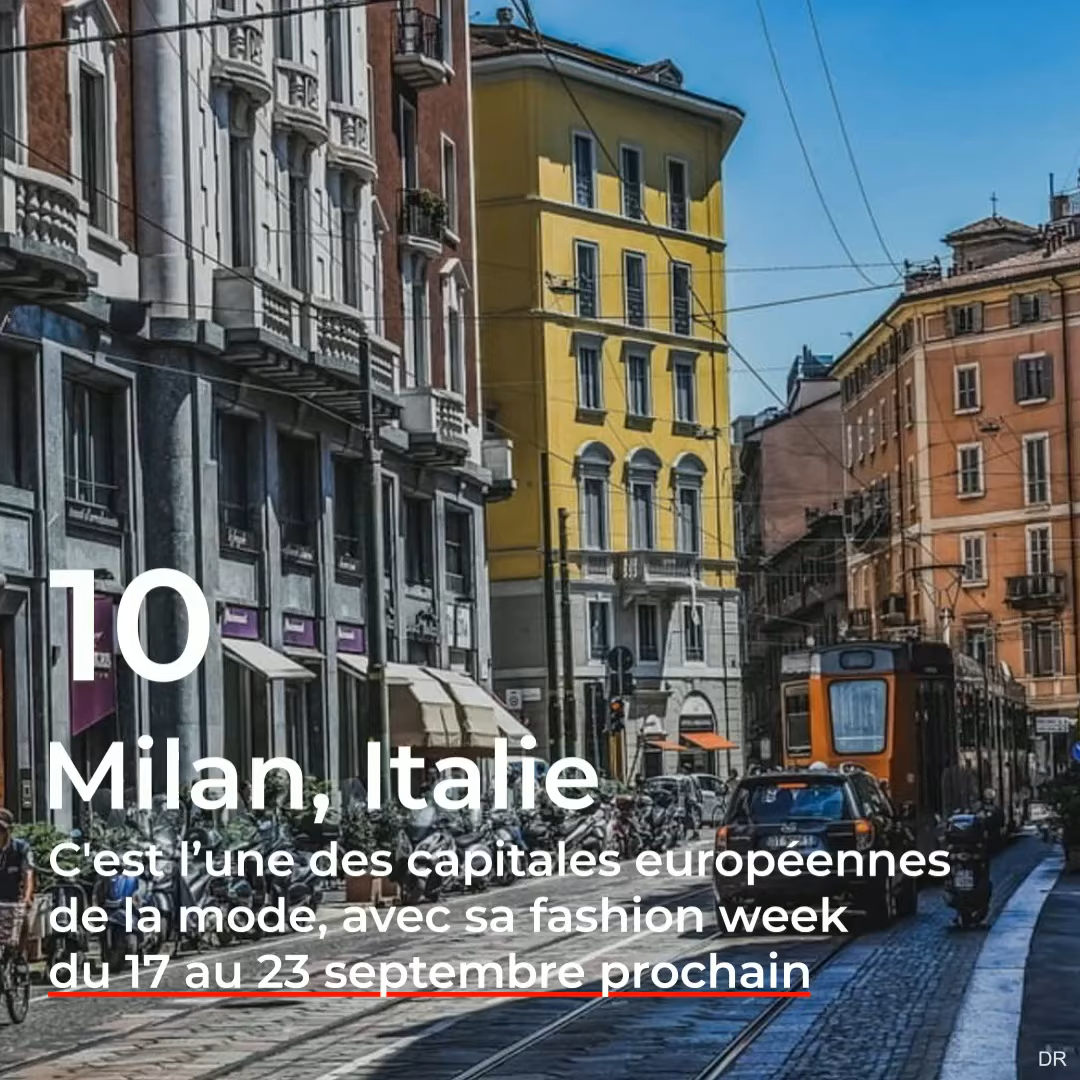 10
Milan, Italie
C'est l’une des capitales européennes
de la mode, avec sa fashion week
du 17 au 23 septembre prochain
DR